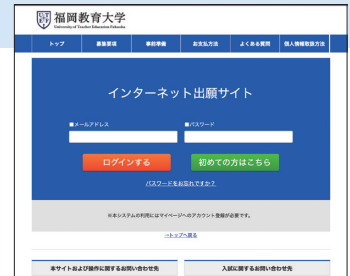 福岡教育大学
University of Teacher Education Fukuoka
トップ 募集要項 事前準備 お支払方法 よくある質問 個人情報取扱方法
インターネット出願サイト
■メールアドレス ■パスワード
ログインする 初めての方はこちら
パスワードをお忘れですか？
※本システムの利用にはマイページへのアカウント登録が必要です。
→トップへ戻る
本サイトおよび操作に関するお問い合わせ先 入試に関するお問い合わせ先